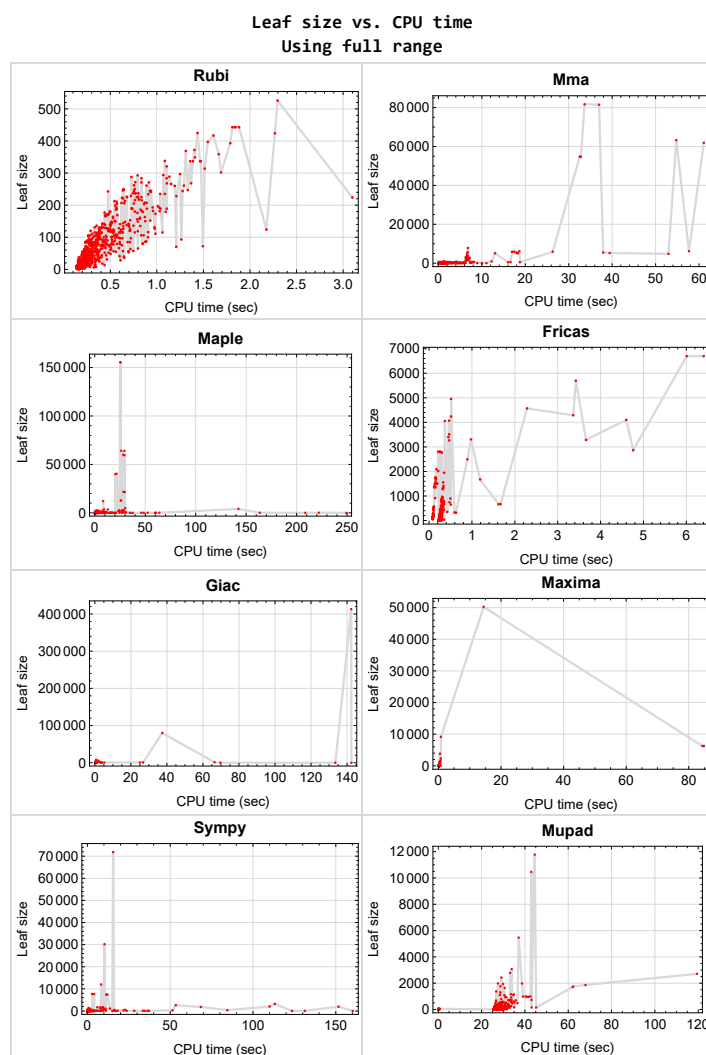 Leaf size vs. CPU time
Using full range
Rubi
Leaf size
500
400
300
200
100
0
0.5 1.0 1.5 2.0 2.5 3.0
CPU time (sec)
Mma
Leaf size
80 000
60 000
40 000
20 000
0
0 10 20 30 40 50 60
CPU time (sec)
Maple
Leaf size
150 000
100 000
50 000
0
0 50 100 150 200 250
CPU time (sec)
Fricas
Leaf size
7000
6000
5000
4000
3000
2000
1000
0
0 1 2 3 4 5 6
CPU time (sec)
Giac
Leaf size
400 000
300 000
200 000
100 000
0
0 20 40 60 80 100 120 140
CPU time (sec)
Maxima
Leaf size
50 000
40 000
30 000
20 000
10 000
0
0 20 40 60 80
CPU time (sec)
Sympy
Leaf size
70 000
60 000
50 000
40 000
30 000
20 000
10 000
0
0 50 100 150
CPU time (sec)
Mupad
Leaf size
12 000
10 000
8000
6000
4000
2000
0
0 20 40 60 80 100 120
CPU time (sec)